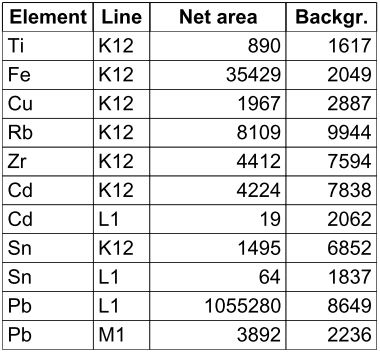 Element Line Net area Backgr.
Ti K12 890 1617
Fe K12 35429 2049
Cu K12 1967 2887
Rb K12 8109 9944
Zr K12 4412 7594
Cd K12 4224 7838
Cd L1 19 2062
Sn K12 1495 6852
Sn L1 64 1837
Pb L1 1055280 8649
Pb M1 3892 2236